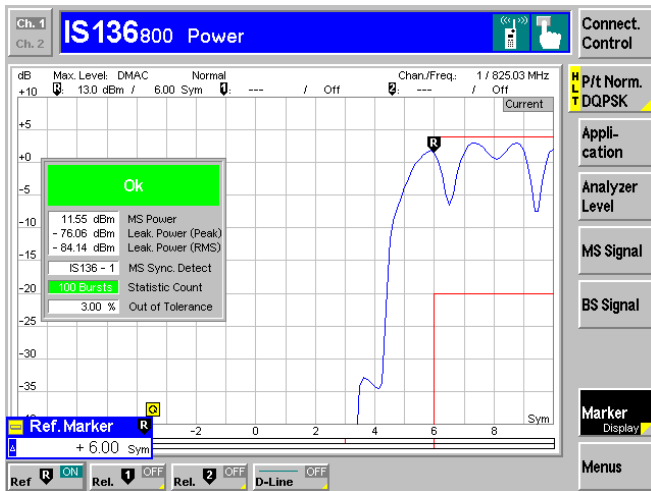 Ch. 1
Ch. 2
IS136800 Power
Connect.
Control
dB Max. Level: DMAC Normal Chan./Freq.: 1 / 825.03 MHz
+10 R: 13.0 dBm / 6.00 Sym 1: --- / Off 2: --- / Off
Current
H
L
T
P/t Norm.
DQPSK
+5
R
Appli-
cation
+0
Ok
Analyzer
Level
-5
-10
11.55 dBm MS Power
- 76.06 dBm Leak. Power (Peak)
- 84.14 dBm Leak. Power (RMS)
IS136 - 1 MS Sync. Detect
100 Bursts Statistic Count
3.00 % Out of Tolerance
MS Signal
-15
-20
BS Signal
-25
-30
-35
Q
Sym
Marker
Display
Ref. Marker R
+ 6.00 Sym
-2 0 2 4 6 8
Ref R ON
Rel. 1 OFF
Rel. 2 OFF
D-Line OFF
Menus